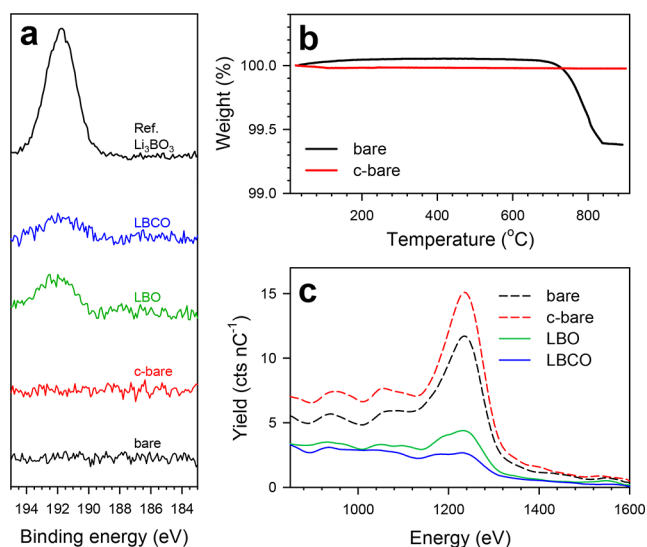 a
Ref.
Li₃BO₃
LBCO
LBO
c-bare
bare
194 192 190 188 186 184
Binding energy (eV)
b
Weight (%)
100.0
99.4
99.0
bare
c-bare
200 400 600 800
Temperature (°C)
c
Yield (cts nC⁻¹)
15
10
5
0
bare
c-bare
LBO
LBCO
1000 1200 1400 1600
Energy (eV)